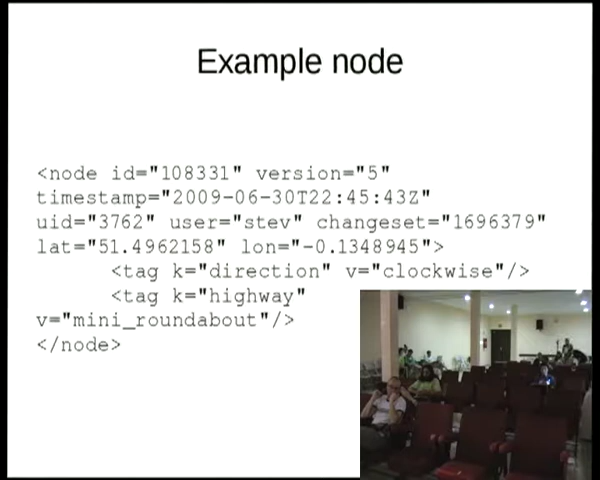 Example node
<node id="108331" version="5"
timestamp="2009-06-30T22:45:43Z"
uid="3762" user="stev" changeset="1696379"
lat="51.4962158" lon="-0.1348945">
<tag k="direction" v="clockwise"/>
<tag k="highway"
v="mini_roundabout"/>
</node>